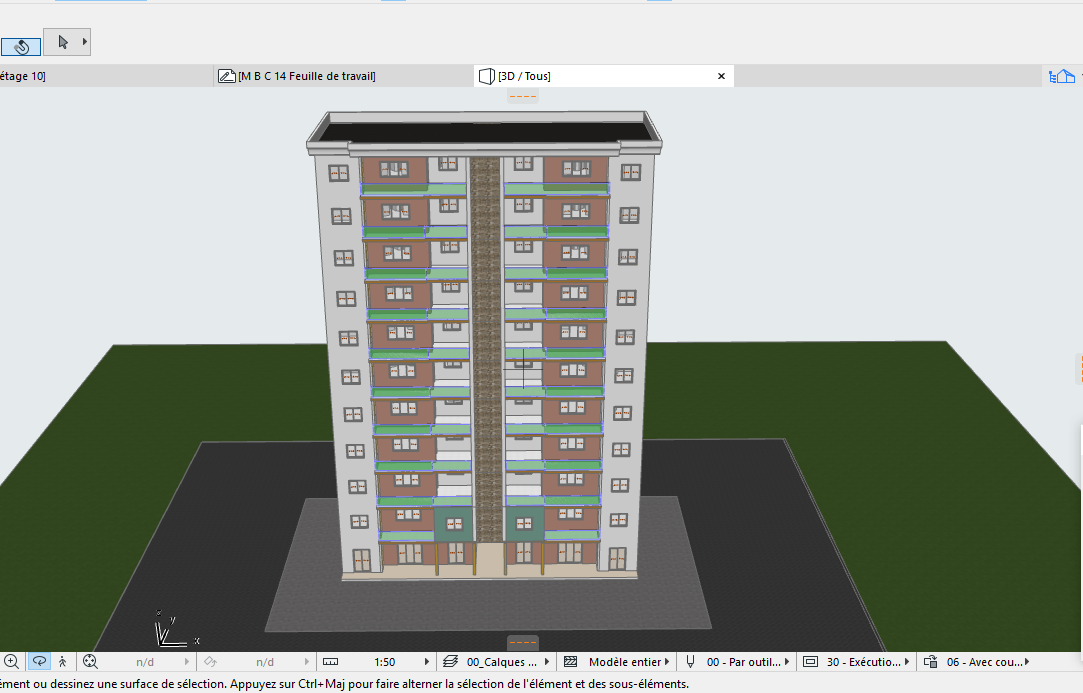 étage 10]
[M B C 14 Feuille de travail]
[3D / Tous]
z
y
x
n/d
n/d
1:50
00_Calques ...
Modèle entier
00 - Par outil...
30 - Exécutio...
06 - Avec cou...
ément ou dessinez une surface de sélection. Appuyez sur Ctrl+Maj pour faire alterner la sélection de l'élément et des sous-éléments.